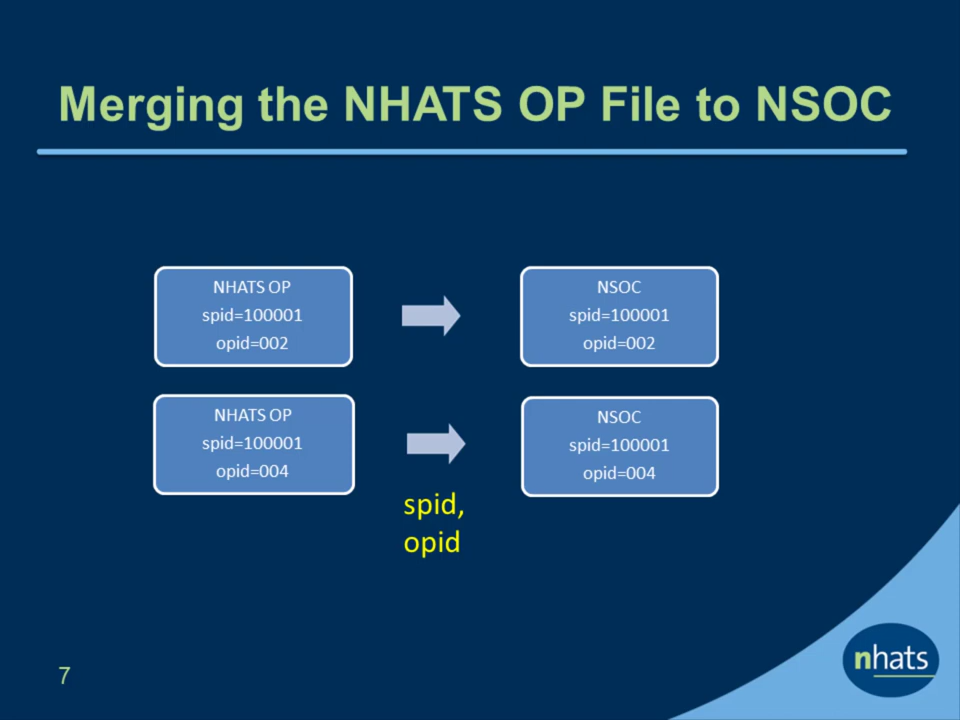 Merging the NHATS OP File to NSOC
NHATS OP
spid=100001
opid=002
NSOC
spid=100001
opid=002
NHATS OP
spid=100001
opid=004
NSOC
spid=100001
opid=004
spid,
opid
7
nhats